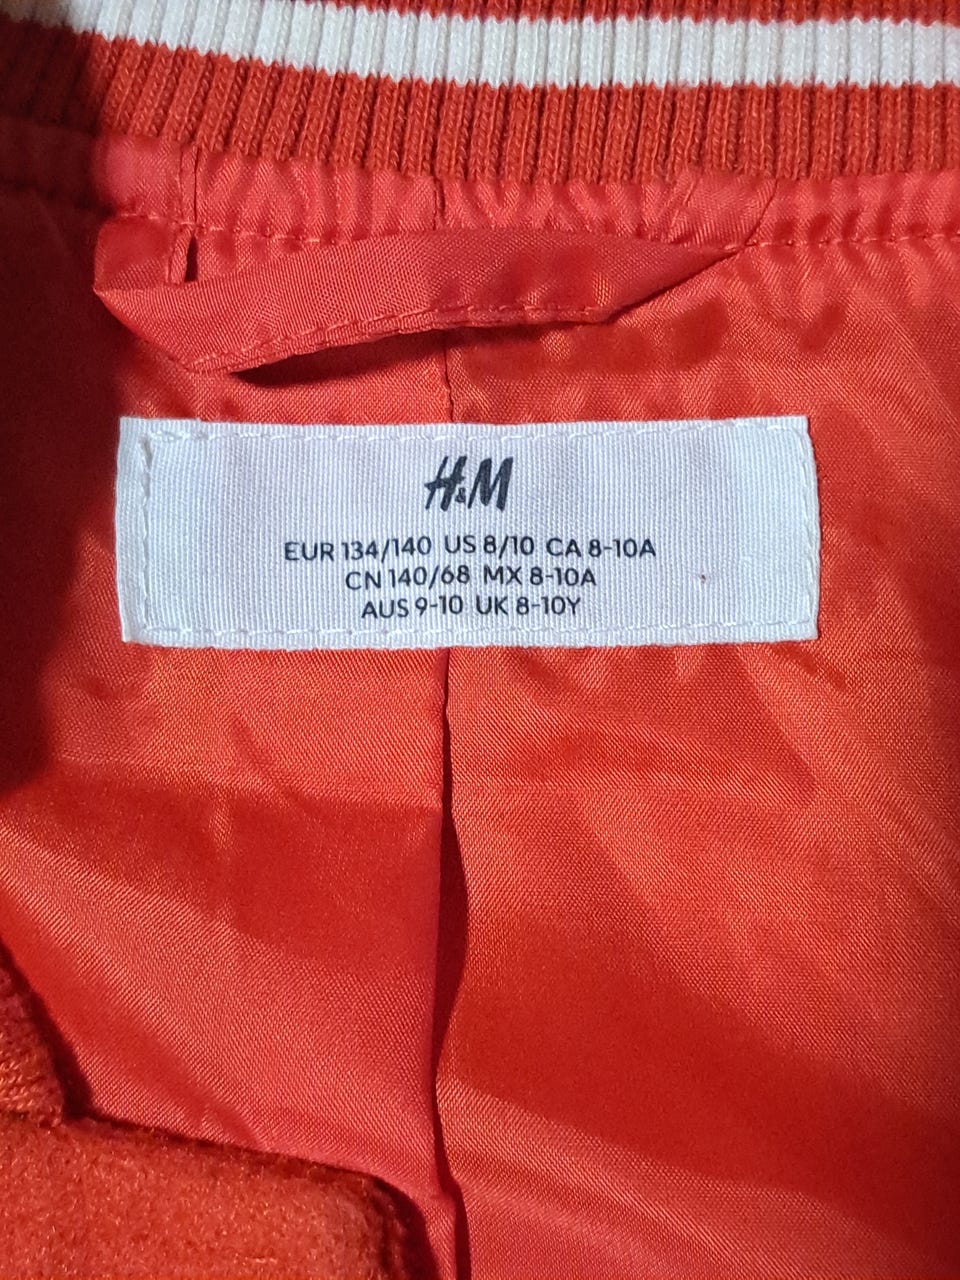 H&M
EUR 134/140 US 8/10 CA 8-10A
CN 140/68 MX 8-10A
AUS 9-10 UK 8-10Y